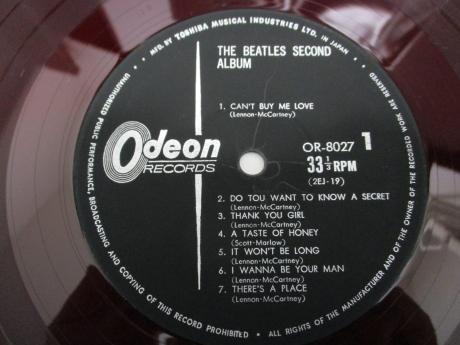 MFD. BY TOSHIBA MUSICAL INDUSTRIES LTD. IN JAPAN • ALL RIGHTS OF THE MANUFACTURER AND OF THE OWNER OF THE RECORDED WORK ARE RESERVED
UNAUTHORIZED PUBLIC PERFORMANCE, BROADCASTING AND COPYING OF THIS RECORD PROHIBITED •
THE BEATLES SECOND
ALBUM
1. CAN'T BUY ME LOVE
(Lennon-McCartney)
Odeon
RECORDS
OR-8027 1
33 1/3 RPM
(2EJ-19)
2. DO TOU WANT TO KNOW A SECRET
(Lennon-McCartney)
3. THANK YOU GIRL
(Lennon-McCartney)
4. A TASTE OF HONEY
(Scott-Marlow)
5. IT WON'T BE LONG
(Lennon-McCartney)
6. I WANNA BE YOUR MAN
(Lennon-McCartney)
7. THERE'S A PLACE
(Lennon-McCartney)